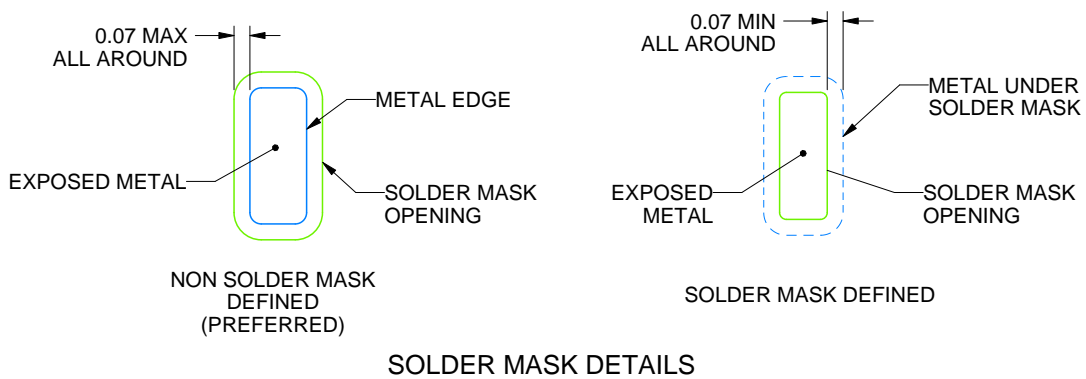 0.07 MAX
ALL AROUND
METAL EDGE
EXPOSED METAL
SOLDER MASK
OPENING
NON SOLDER MASK
DEFINED
(PREFERRED)
0.07 MIN
ALL AROUND
METAL UNDER
SOLDER MASK
EXPOSED
METAL
SOLDER MASK
OPENING
SOLDER MASK DEFINED
SOLDER MASK DETAILS